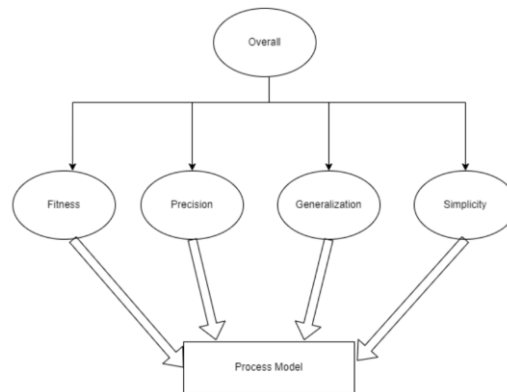 Overall
Fitness
Precision
Generalization
Simplicity
Process Model